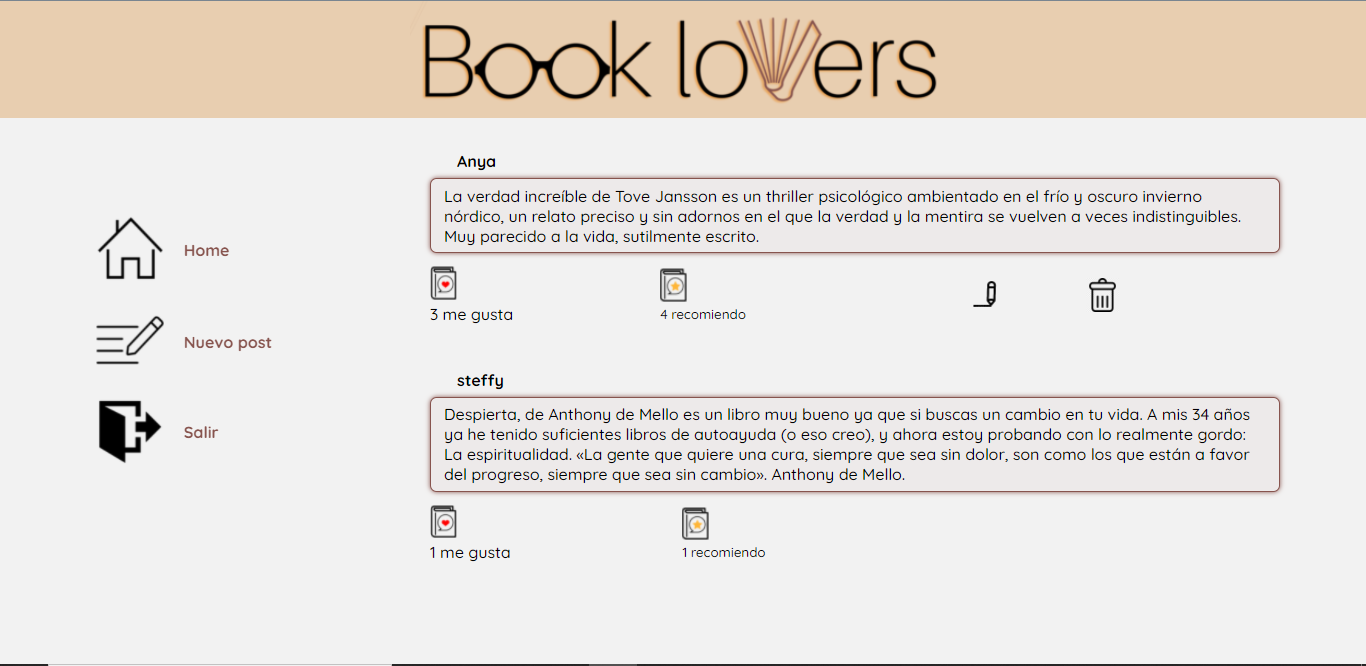 Book lovers
Anya
La verdad increíble de Tove Jansson es un thriller psicológico ambientado en el frío y oscuro invierno
nórdico, un relato preciso y sin adornos en el que la verdad y la mentira se vuelven a veces indistinguibles.
Muy parecido a la vida, sutilmente escrito.
Home
3 me gusta
4 recomiendo
Nuevo post
steffy
Despierta, de Anthony de Mello es un libro muy bueno ya que si buscas un cambio en tu vida. A mis 34 años
ya he tenido suficientes libros de autoayuda (o eso creo), y ahora estoy probando con lo realmente gordo:
La espiritualidad. «La gente que quiere una cura, siempre que sea sin dolor, son como los que están a favor
del progreso, siempre que sea sin cambio». Anthony de Mello.
Salir
1 me gusta
1 recomiendo